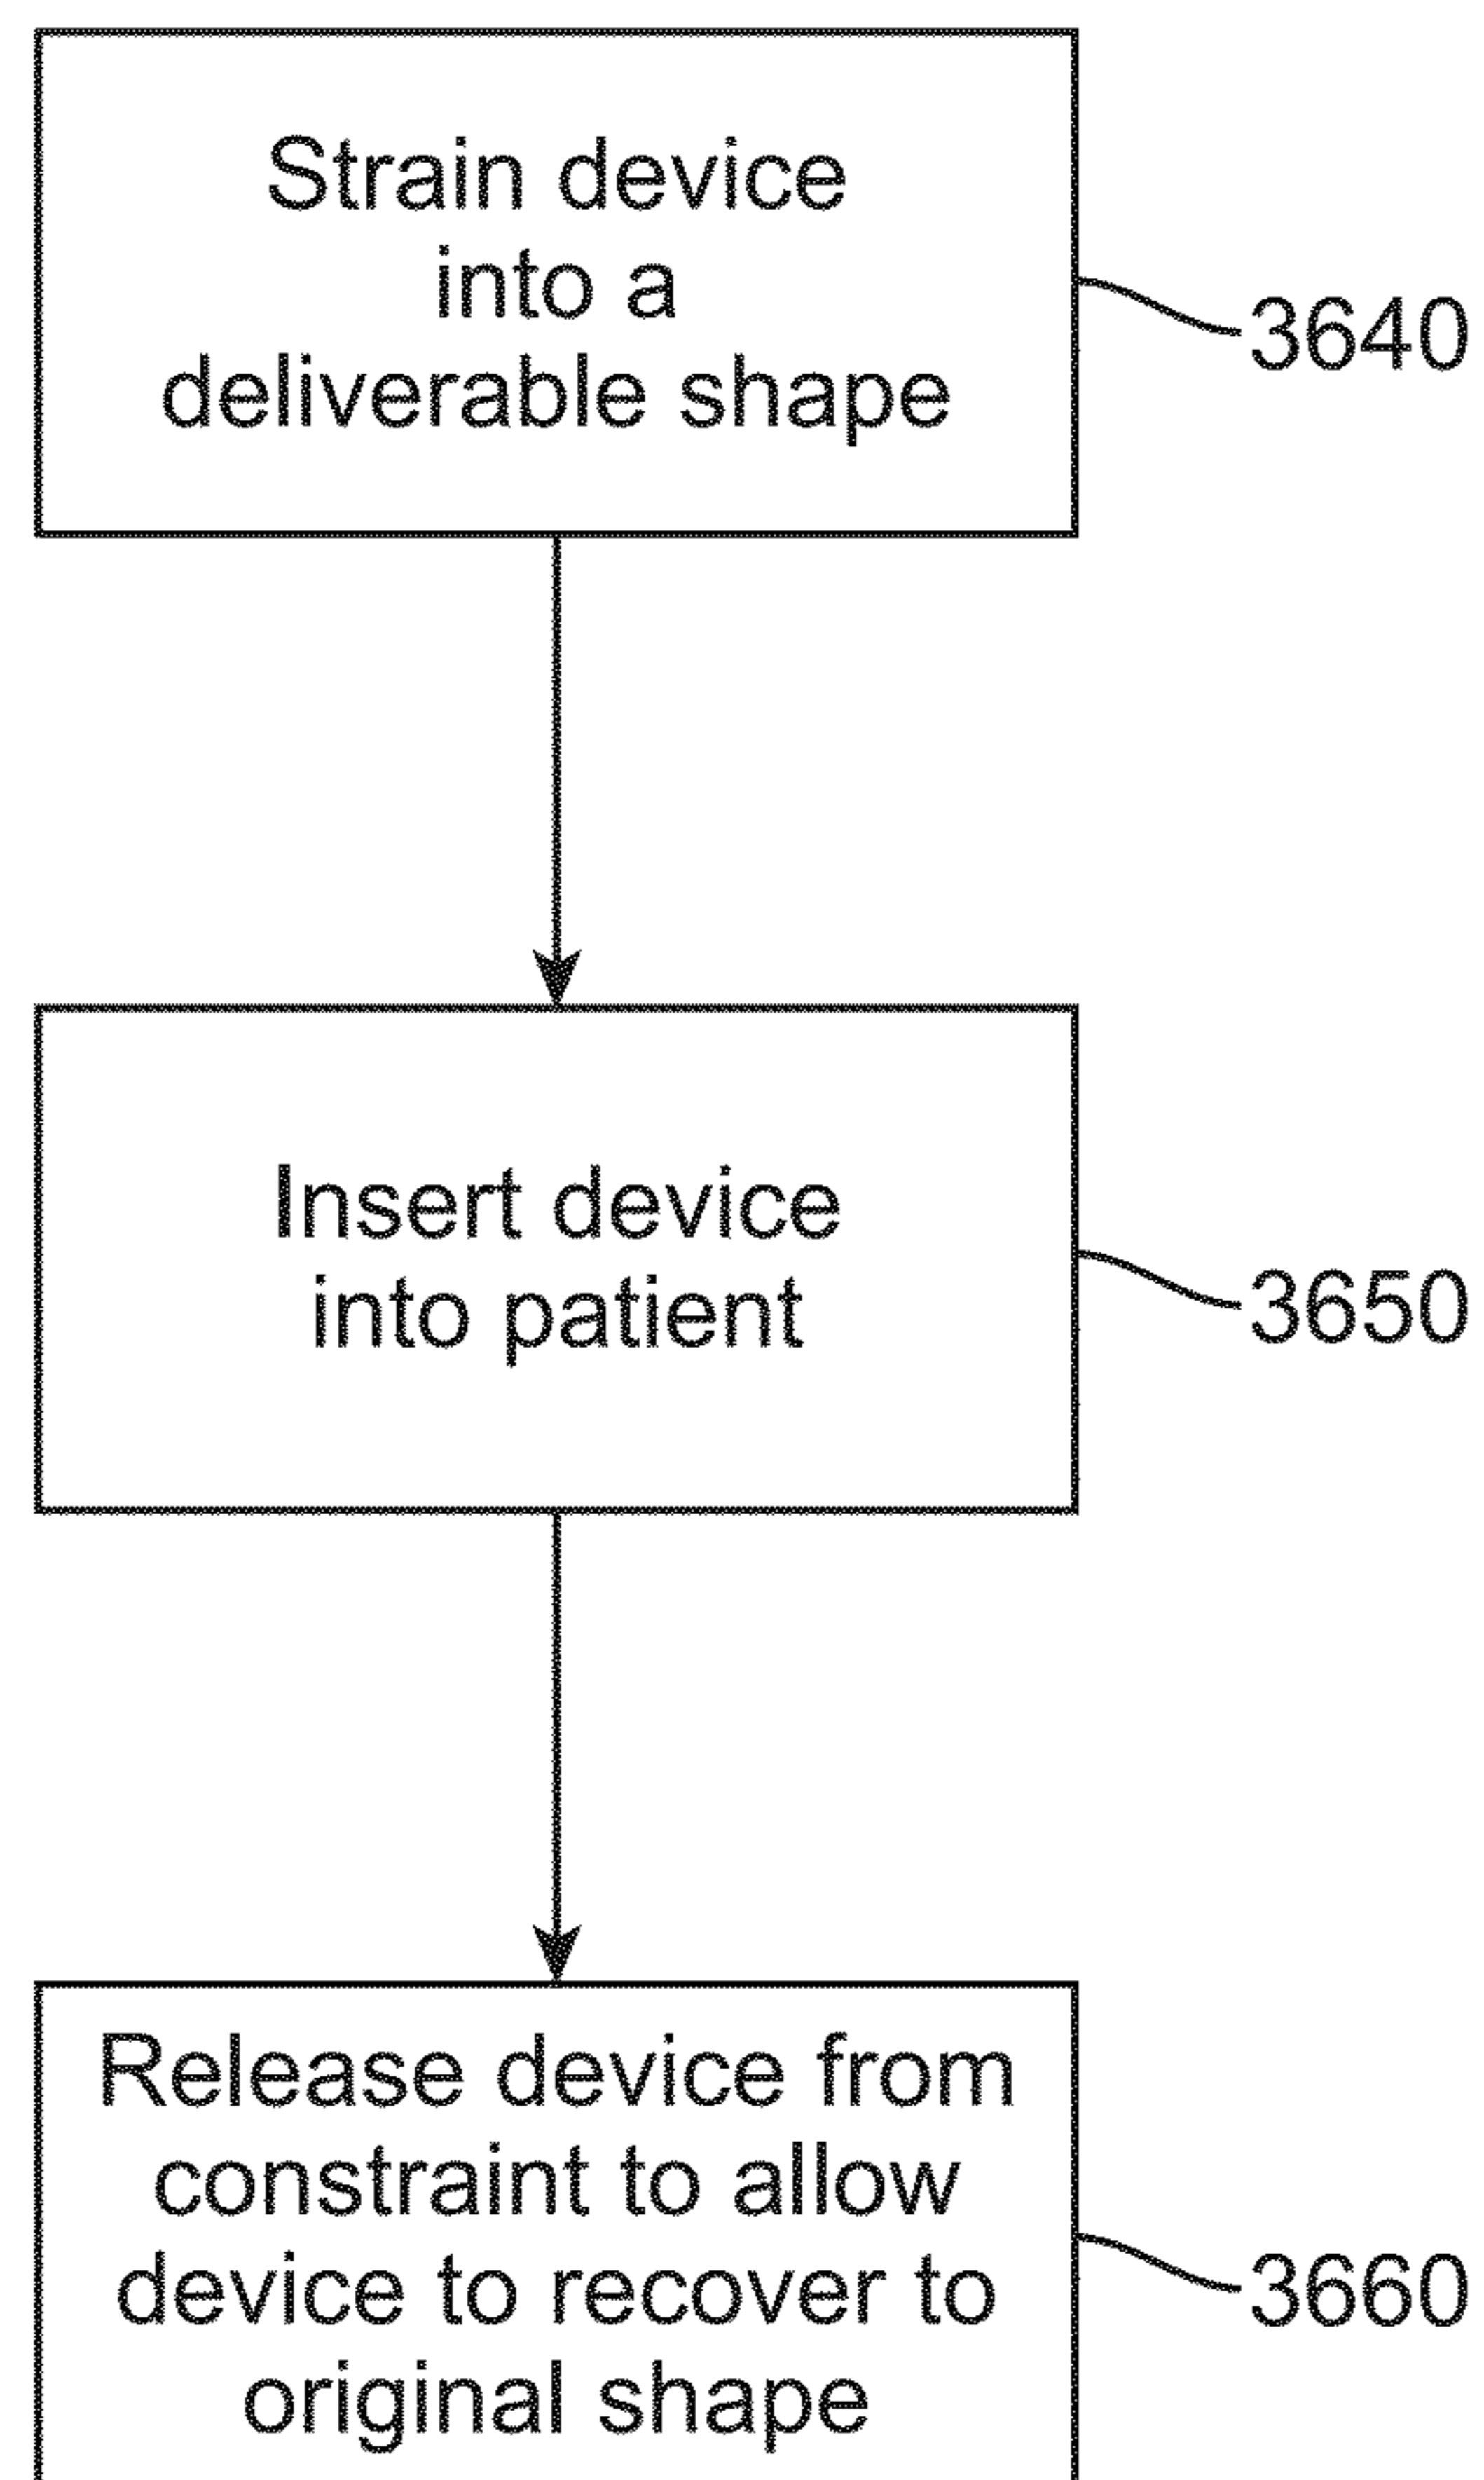 Strain device
into a
deliverable shape
3640
Insert device
into patient
3650
Release device from
constraint to allow
device to recover to
original shape
3660